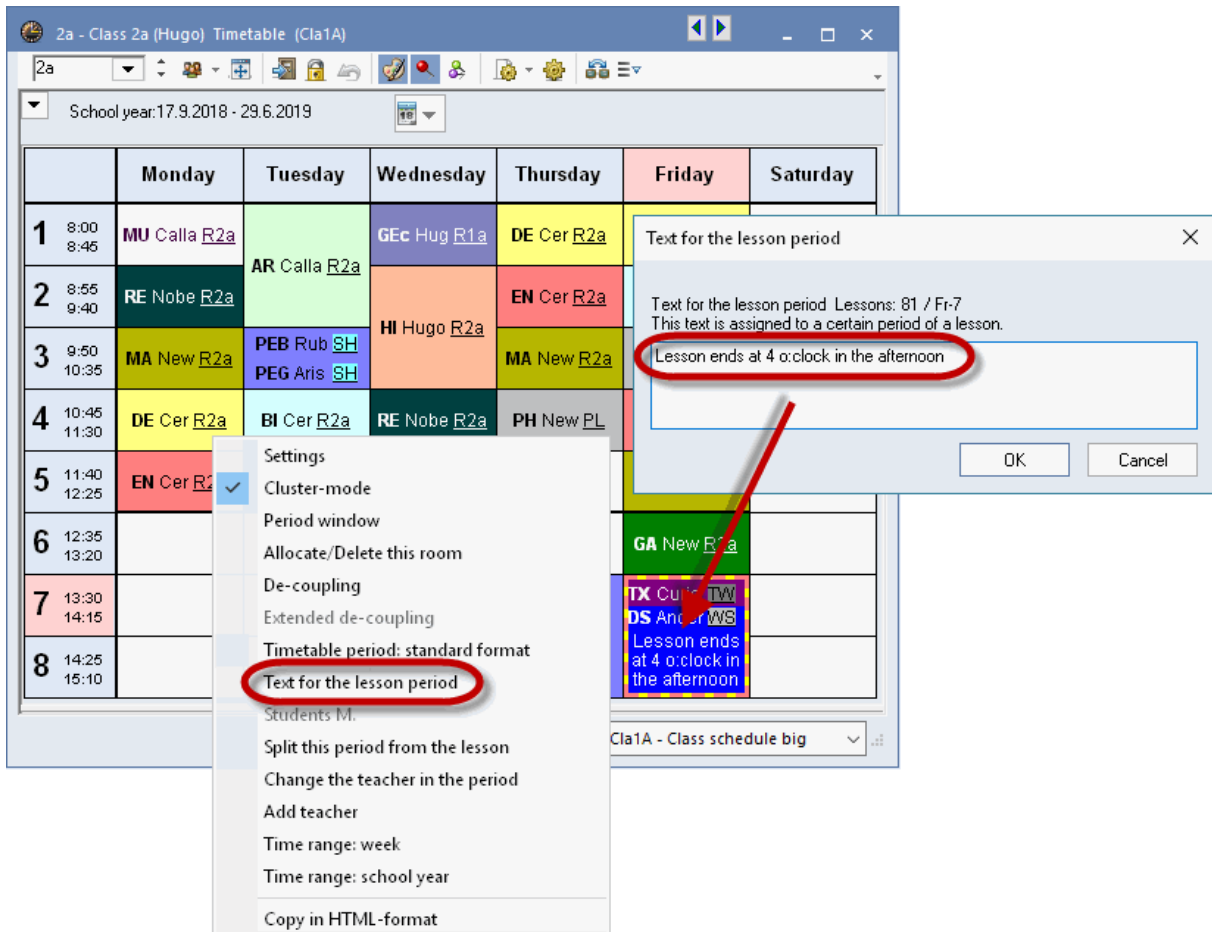 2a - Class 2a (Hugo) Timetable (Cla1A)
2a
School year:17.9.2018 - 29.6.2019
18
Monday Tuesday Wednesday Thursday Friday Saturday
1 8:00 8:45 MU Calla R2a GEc Hug R1a DE Cer R2a
AR Calla R2a
2 8:55 9:40 RE Nobe R2a EN Cer R2a
HI Hugo R2a
3 9:50 10:35 MA New R2a PEB Rub SH MA New R2a
PEG Aris SH
4 10:45 11:30 DE Cer R2a BI Cer R2a RE Nobe R2a PH New PL
5 11:40 12:25 EN Cer
6 12:35 13:20 GA New
7 13:30 14:15 TX TW
DS WS
Lesson ends
8 14:25 15:10 at 4 o:clock in
the afternoon
Cla1A - Class schedule big
Text for the lesson period
Text for the lesson period Lessons: 81 / Fr-7
This text is assigned to a certain period of a lesson.
Lesson ends at 4 o:clock in the afternoon
OK Cancel
Settings
Cluster-mode
Period window
Allocate/Delete this room
De-coupling
Extended de-coupling
Timetable period: standard format
Text for the lesson period
Students M.
Split this period from the lesson
Change the teacher in the period
Add teacher
Time range: week
Time range: school year
Copy in HTML-format